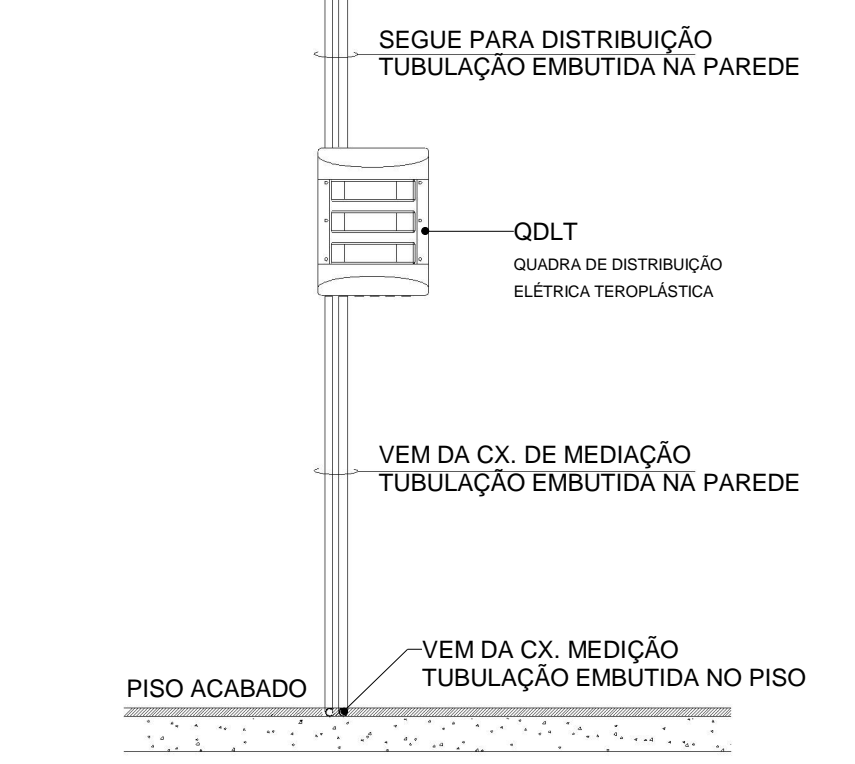 SEGUE PARA DISTRIBUIÇÃO
TUBULAÇÃO EMBUTIDA NA PAREDE
QDLT
QUADRA DE DISTRIBUIÇÃO
ELÉTRICA TEROPLÁSTICA
VEM DA CX. DE MEDIAÇÃO
TUBULAÇÃO EMBUTIDA NA PAREDE
VEM DA CX. MEDIÇÃO
TUBULAÇÃO EMBUTIDA NO PISO
PISO ACABADO